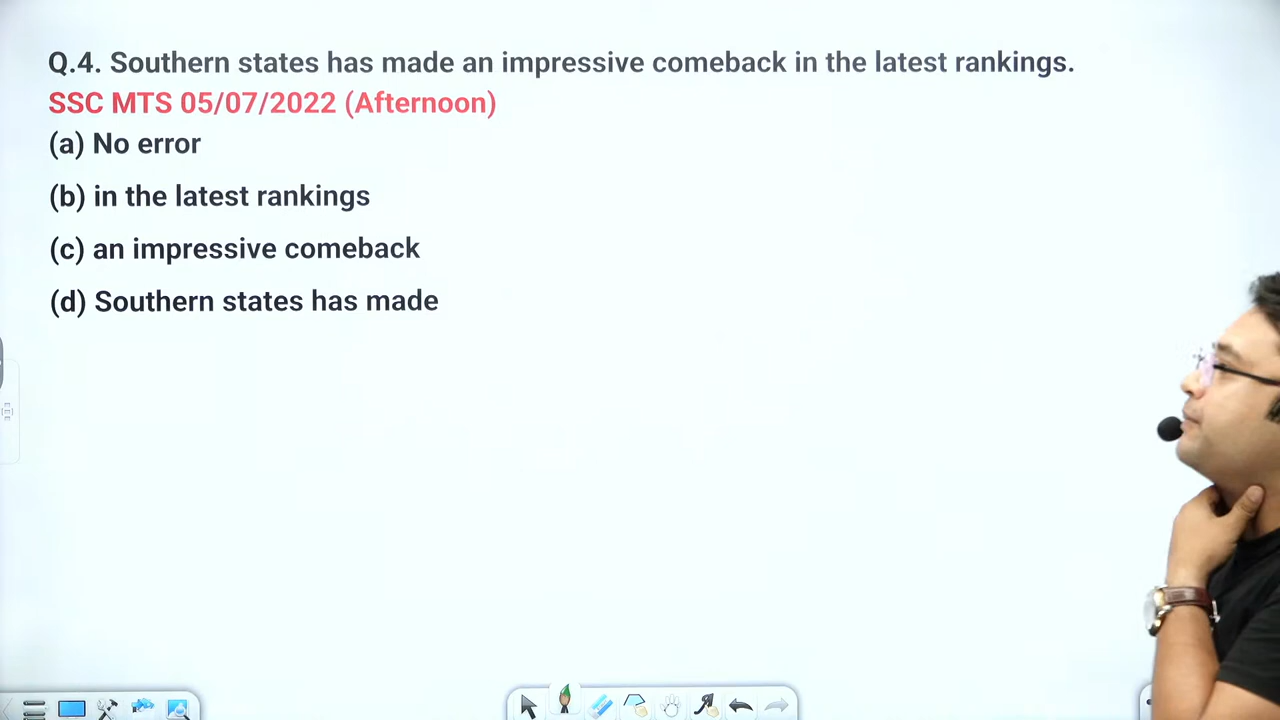 Q.4. Southern states has made an impressive comeback in the latest rankings.
SSC MTS 05/07/2022 (Afternoon)
(a) No error
(b) in the latest rankings
(c) an impressive comeback
(d) Southern states has made